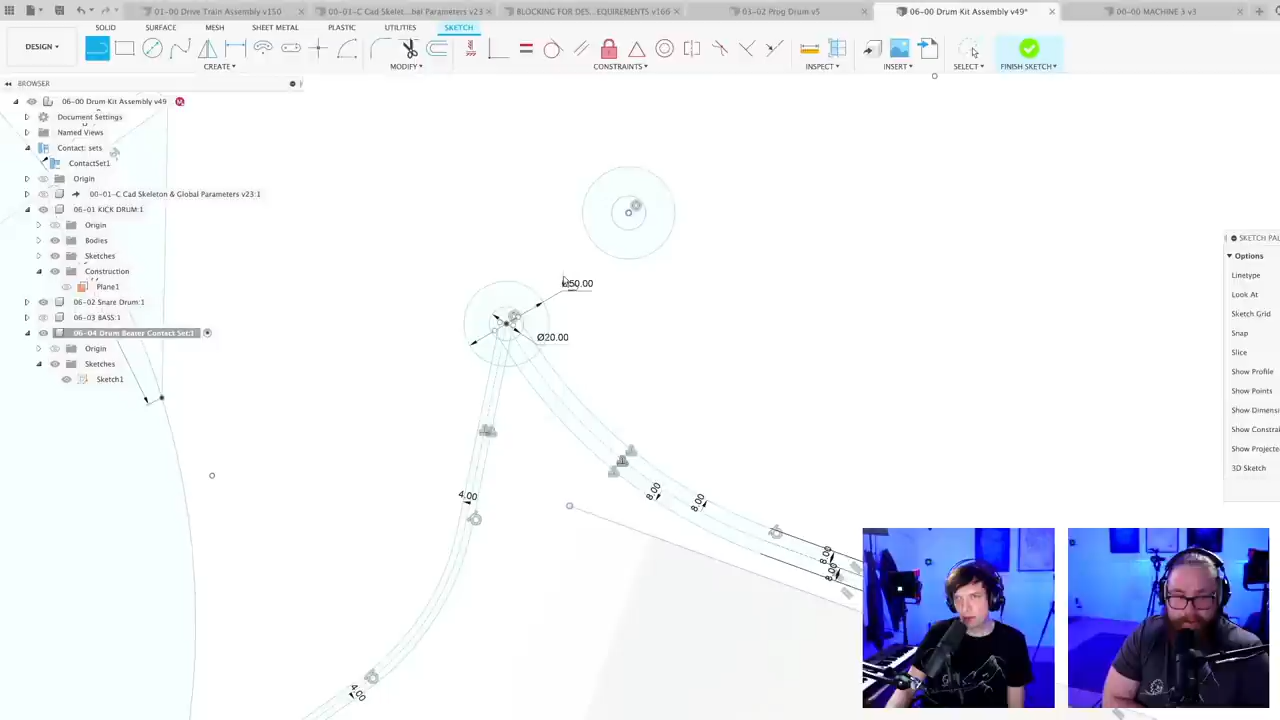 01-00 Drive Train Assembly v150
00-01-C Cad Skelet...bal Parameters v23
BLOCKING FOR DES...EQUIREMENTS v166
03-02 Prog Drum v5
06-00 Drum Kit Assembly v49*
00-00 MACHINE 3 v3
SOLID
SURFACE
MESH
SHEET METAL
PLASTIC
UTILITIES
SKETCH
DESIGN
CREATE
MODIFY
CONSTRAINTS
INSPECT
INSERT
SELECT
FINISH SKETCH
BROWSER
06-00 Drum Kit Assembly v49
M
Document Settings
Named Views
Contact: sets
ContactSet1
Origin
00-01-C Cad Skeleton & Global Parameters v23:1
06-01 KICK DRUM:1
Origin
Bodies
Sketches
Construction
Plane1
06-02 Snare Drum:1
06-03 BASS:1
06-04 Drum Bearer Contact Set:1
Origin
Sketches
Sketch1
Ø50.00
Ø20.00
4.00
8.00
8.00
8.00
8.00
4.00
SKETCH PAL
Options
Linetype
Look At
Sketch Grid
Snap
Slice
Show Profile
Show Points
Show Dimensi
Show Constrai
Show Projecte
3D Sketch